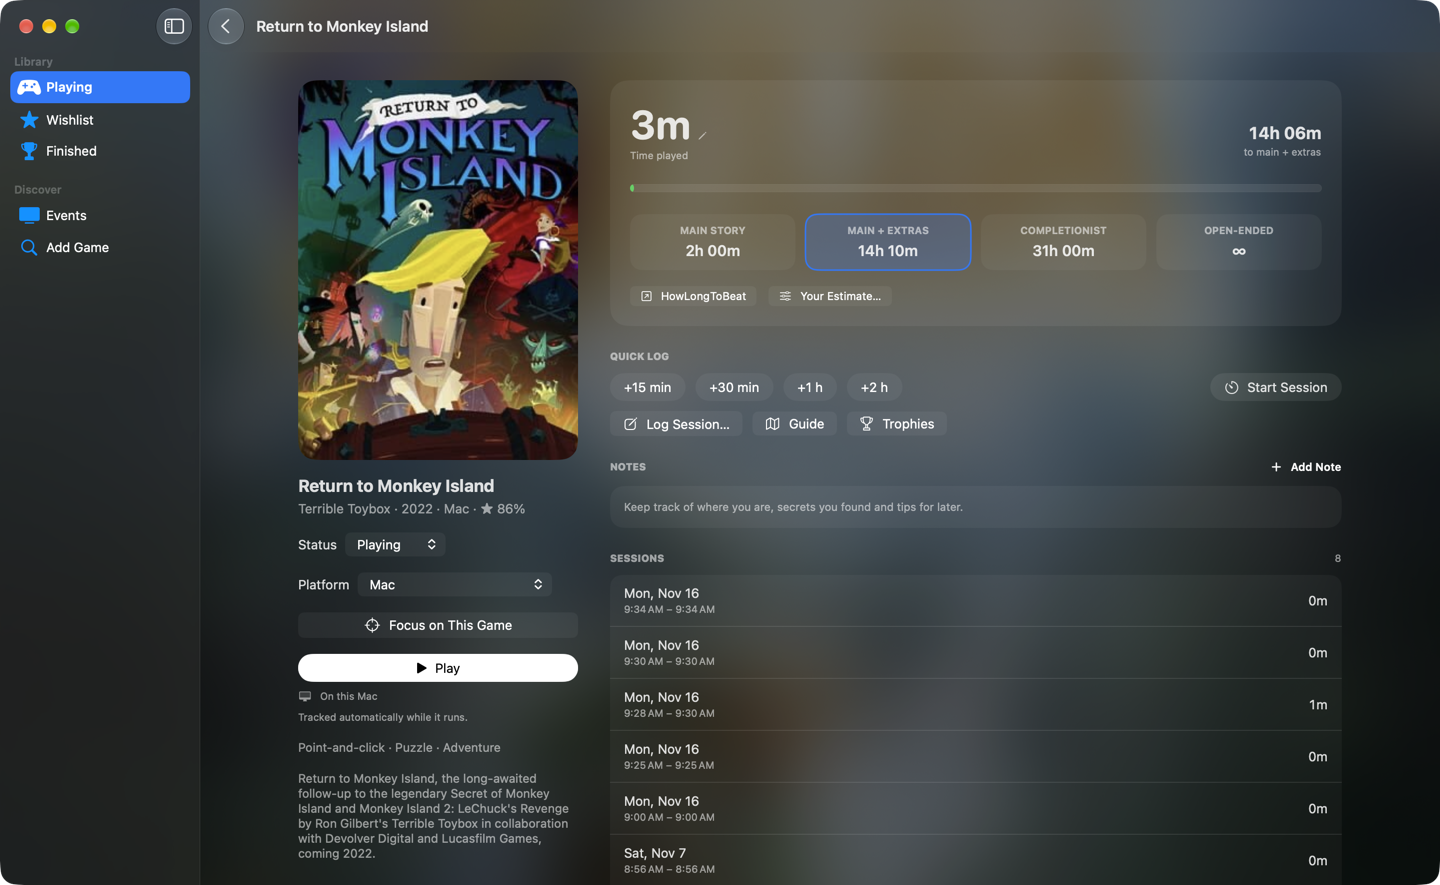 Return to Monkey Island
Library
Playing
Wishlist
Finished
Discover
Events
Add Game
RETURN TO
MONKEY
ISLAND
Return to Monkey Island
Terrible Toybox · 2022 · Mac · ★ 86%
Status Playing
Platform Mac
Focus on This Game
Play
On this Mac
Tracked automatically while it runs.
Point-and-click · Puzzle · Adventure
Return to Monkey Island, the long-awaited
follow-up to the legendary Secret of Monkey
Island and Monkey Island 2: LeChuck's Revenge
by Ron Gilbert's Terrible Toybox in collaboration
with Devolver Digital and Lucasfilm Games,
coming 2022.
3m
Time played
14h 06m
to main + extras
MAIN STORY
2h 00m
MAIN + EXTRAS
14h 10m
COMPLETIONIST
31h 00m
OPEN-ENDED
∞
HowLongToBeat
Your Estimate...
QUICK LOG
+15 min
+30 min
+1 h
+2 h
Start Session
Log Session...
Guide
Trophies
NOTES
+ Add Note
Keep track of where you are, secrets you found and tips for later.
SESSIONS
8
Mon, Nov 16
9:34 AM – 9:34 AM
0m
Mon, Nov 16
9:30 AM – 9:30 AM
0m
Mon, Nov 16
9:28 AM – 9:30 AM
1m
Mon, Nov 16
9:25 AM – 9:25 AM
0m
Mon, Nov 16
9:00 AM – 9:00 AM
0m
Sat, Nov 7
8:56 AM – 8:56 AM
0m